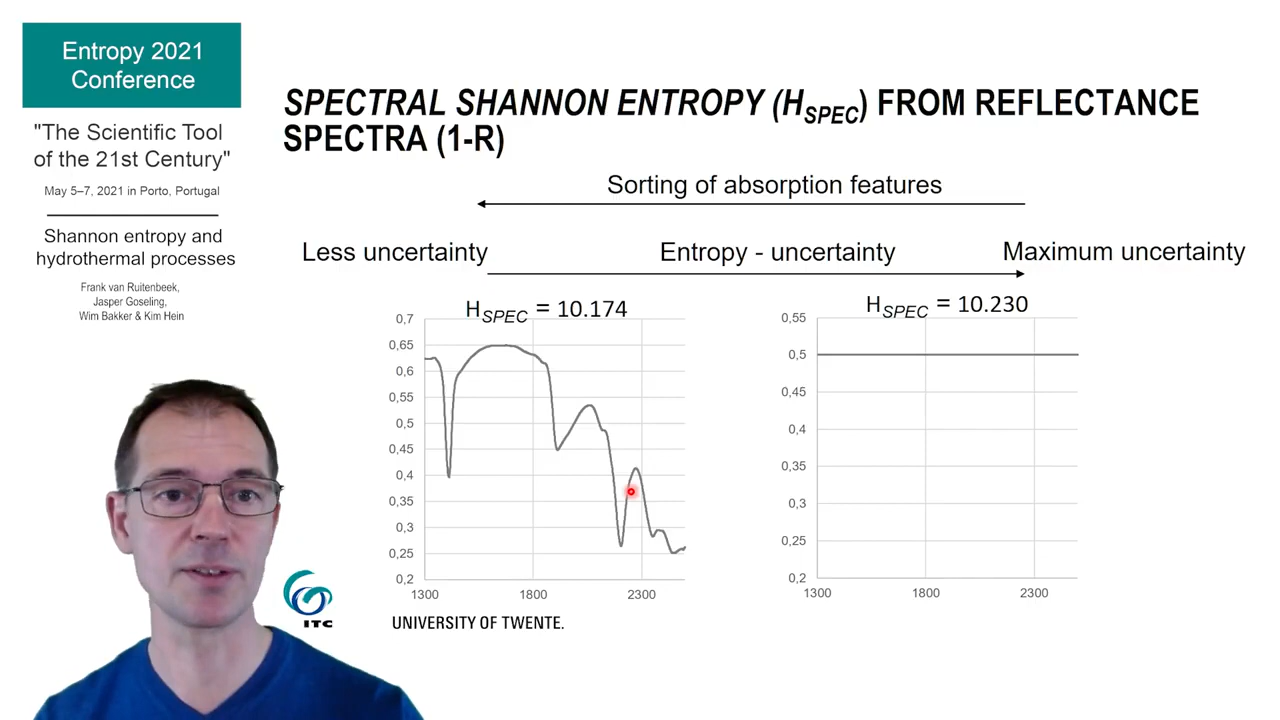 Entropy 2021
Conference
"The Scientific Tool
of the 21st Century"
May 5–7, 2021 in Porto, Portugal
Shannon entropy and
hydrothermal processes
Frank van Ruitenbeek,
Jasper Goseling,
Wim Bakker & Kim Hein
SPECTRAL SHANNON ENTROPY (HSPEC) FROM REFLECTANCE
SPECTRA (1-R)
Sorting of absorption features
Less uncertainty
Entropy - uncertainty
Maximum uncertainty
HSPEC = 10.174
0,7
0,65
0,6
0,55
0,5
0,45
0,4
0,35
0,3
0,25
0,2
1300 1800 2300
HSPEC = 10.230
0,55
0,5
0,45
0,4
0,35
0,3
0,25
0,2
1300 1800 2300
ITC
UNIVERSITY OF TWENTE.